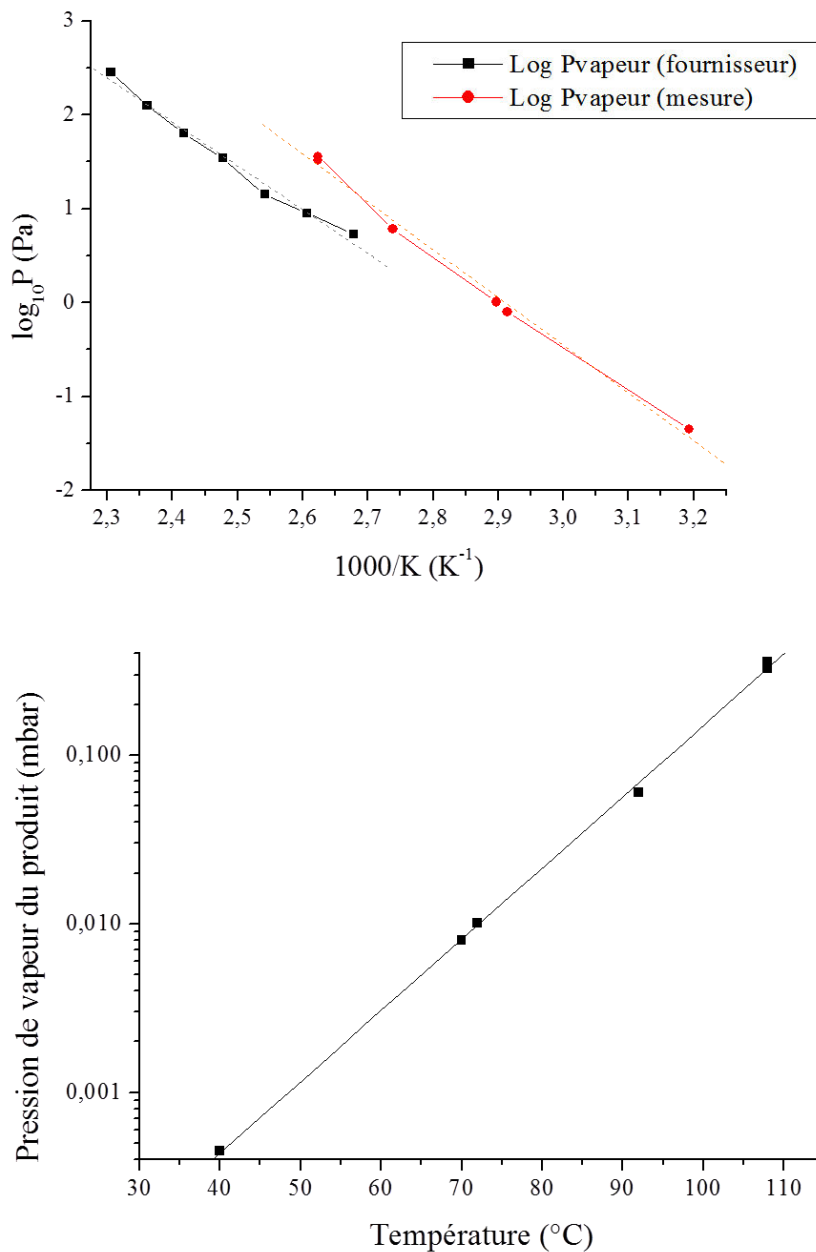 3
2
1
0
-1
-2
log10P (Pa)
Log Pvapeur (fournisseur)
Log Pvapeur (mesure)
2,3 2,4 2,5 2,6 2,7 2,8 2,9 3,0 3,1 3,2
1000/K (K-1)
Pression de vapeur du produit (mbar)
0,100
0,010
0,001
30 40 50 60 70 80 90 100 110
Température (°C)